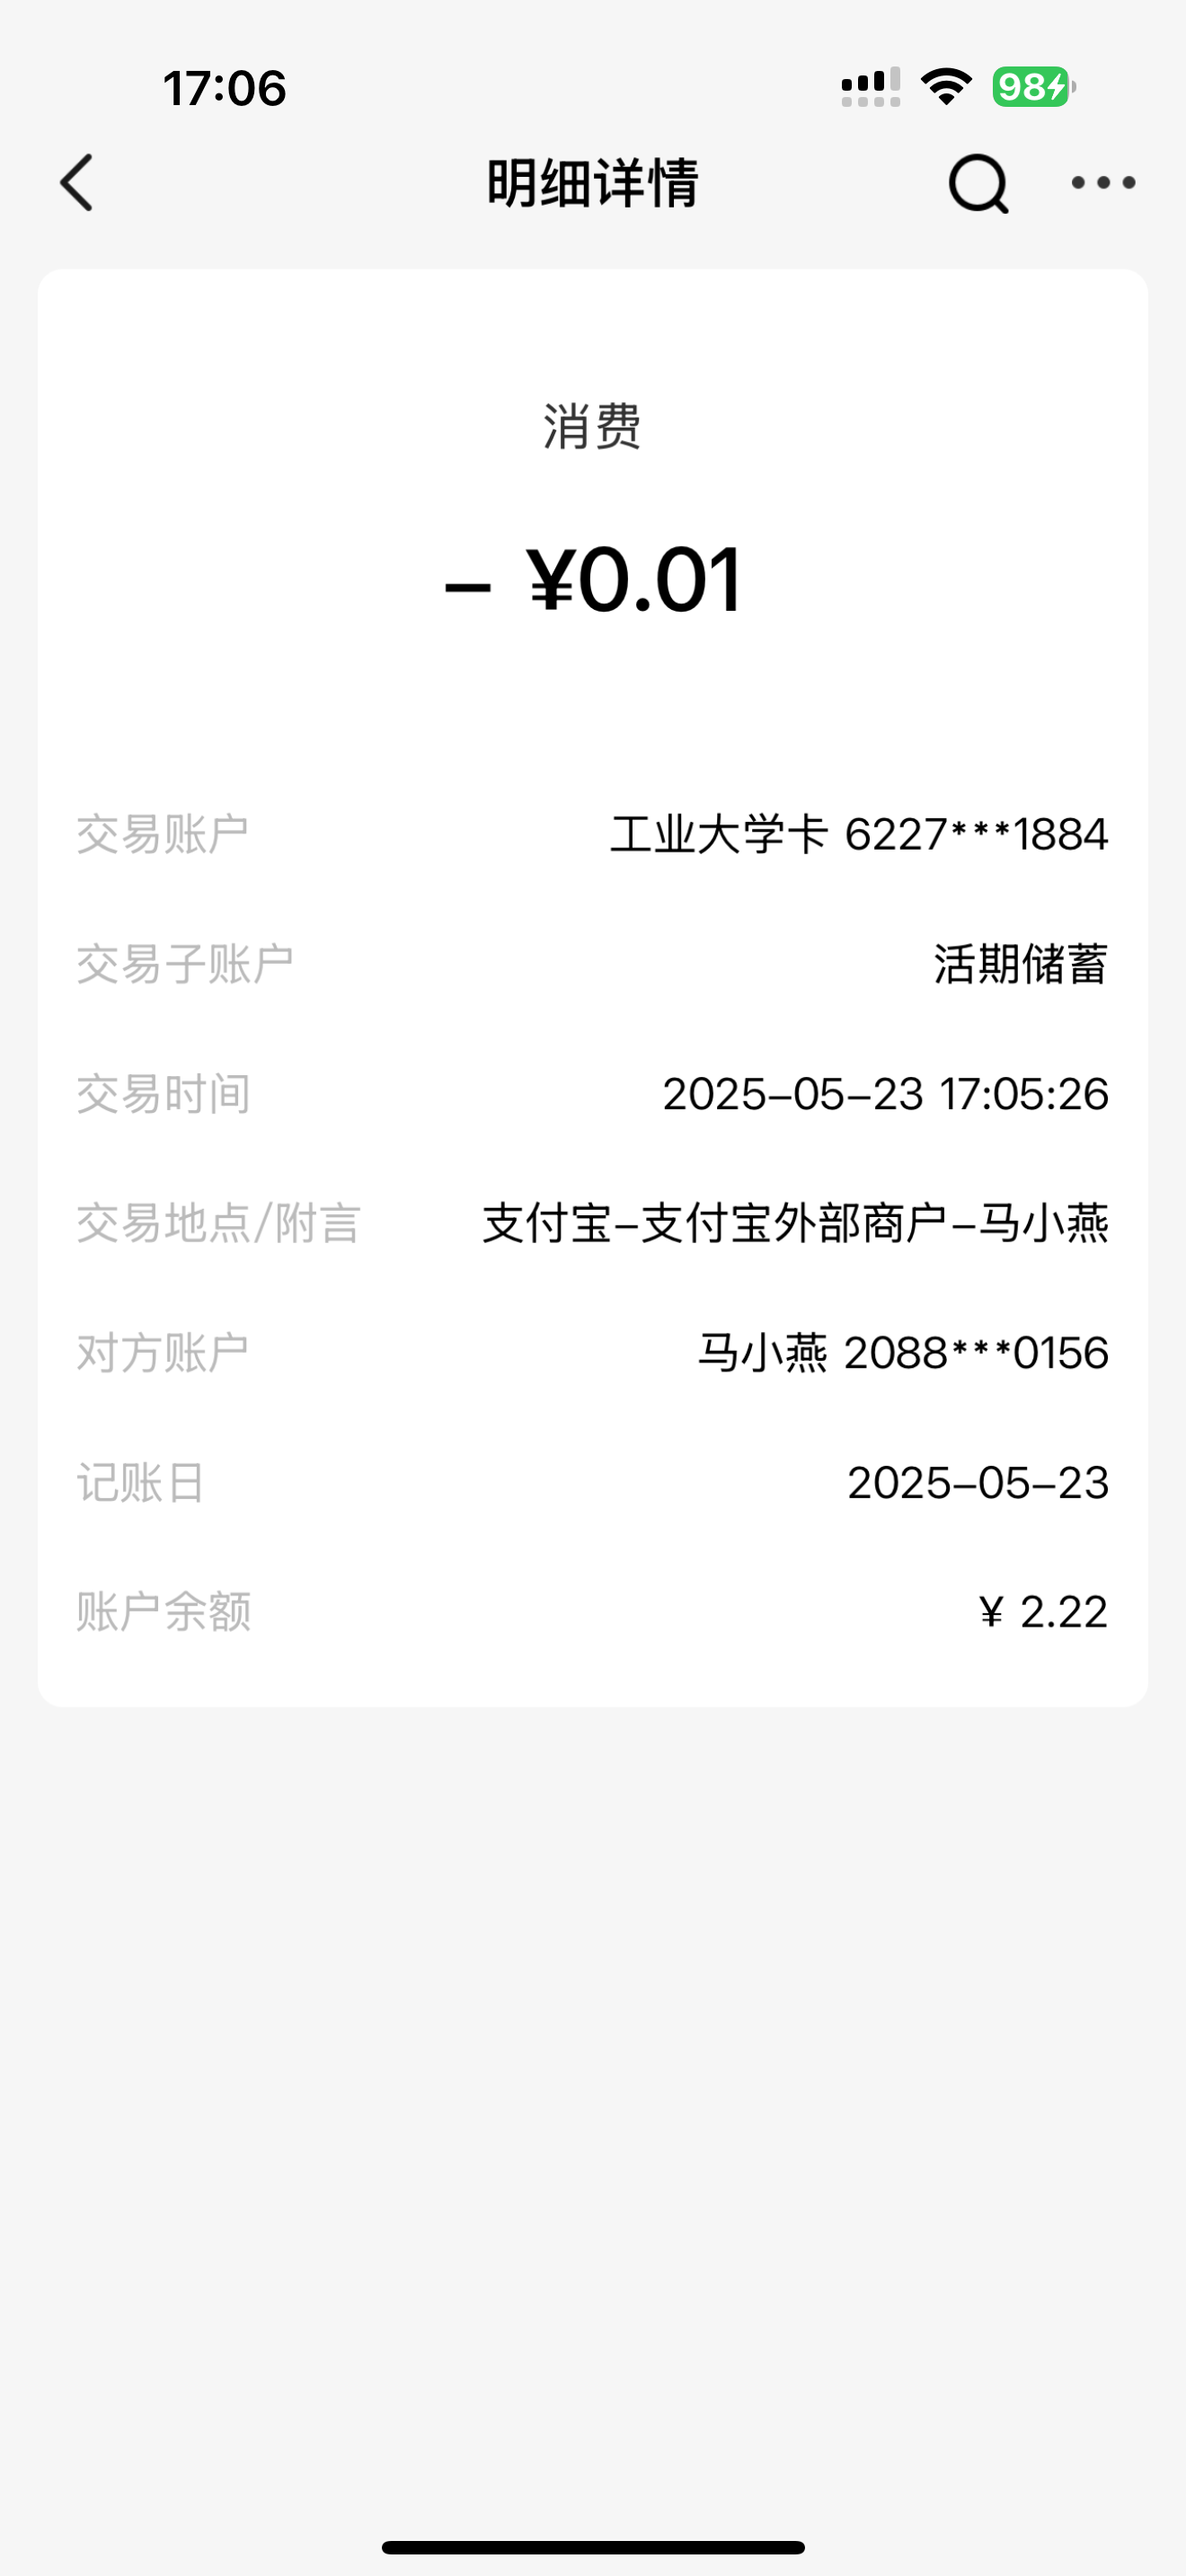 17:06
98
明细详情
消费
– ¥0.01
交易账户 工业大学卡 6227***1884
交易子账户 活期储蓄
交易时间 2025–05–23 17:05:26
交易地点/附言 支付宝–支付宝外部商户–马小燕
对方账户 马小燕 2088***0156
记账日 2025–05–23
账户余额 ¥ 2.22